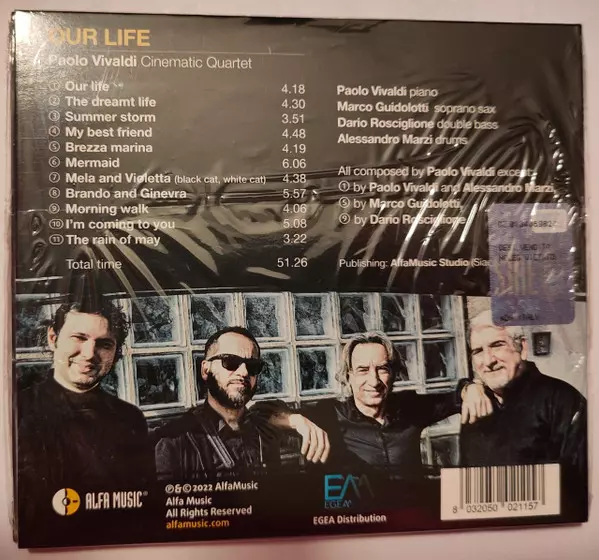 OUR LIFE
Paolo Vivaldi Cinematic Quartet
① Our life 4.18
② The dreamt life 4.30
③ Summer storm 3.51
④ My best friend 4.48
⑤ Brezza marina 4.19
⑥ Mermaid 6.06
⑦ Mela and Violetta (black cat, white cat) 4.38
⑧ Brando and Ginevra 5.57
⑨ Morning walk 4.06
⑩ I'm coming to you 5.08
⑪ The rain of may 3.22
Total time 51.26
Paolo Vivaldi piano
Marco Guidolotti soprano sax
Dario Rosciglione double bass
Alessandro Marzi drums
All composed by Paolo Vivaldi except
① by Paolo Vivaldi and Alessandro Marzi,
⑤ by Marco Guidolotti,
⑨ by Dario Rosciglione
Publishing: AlfaMusic Studio
ALFA MUSIC®
℗&©2022 AlfaMusic
Alfa Music
All Rights Reserved
alfamusic.com
EM
EGEA
EGEA Distribution
8 032050 021157